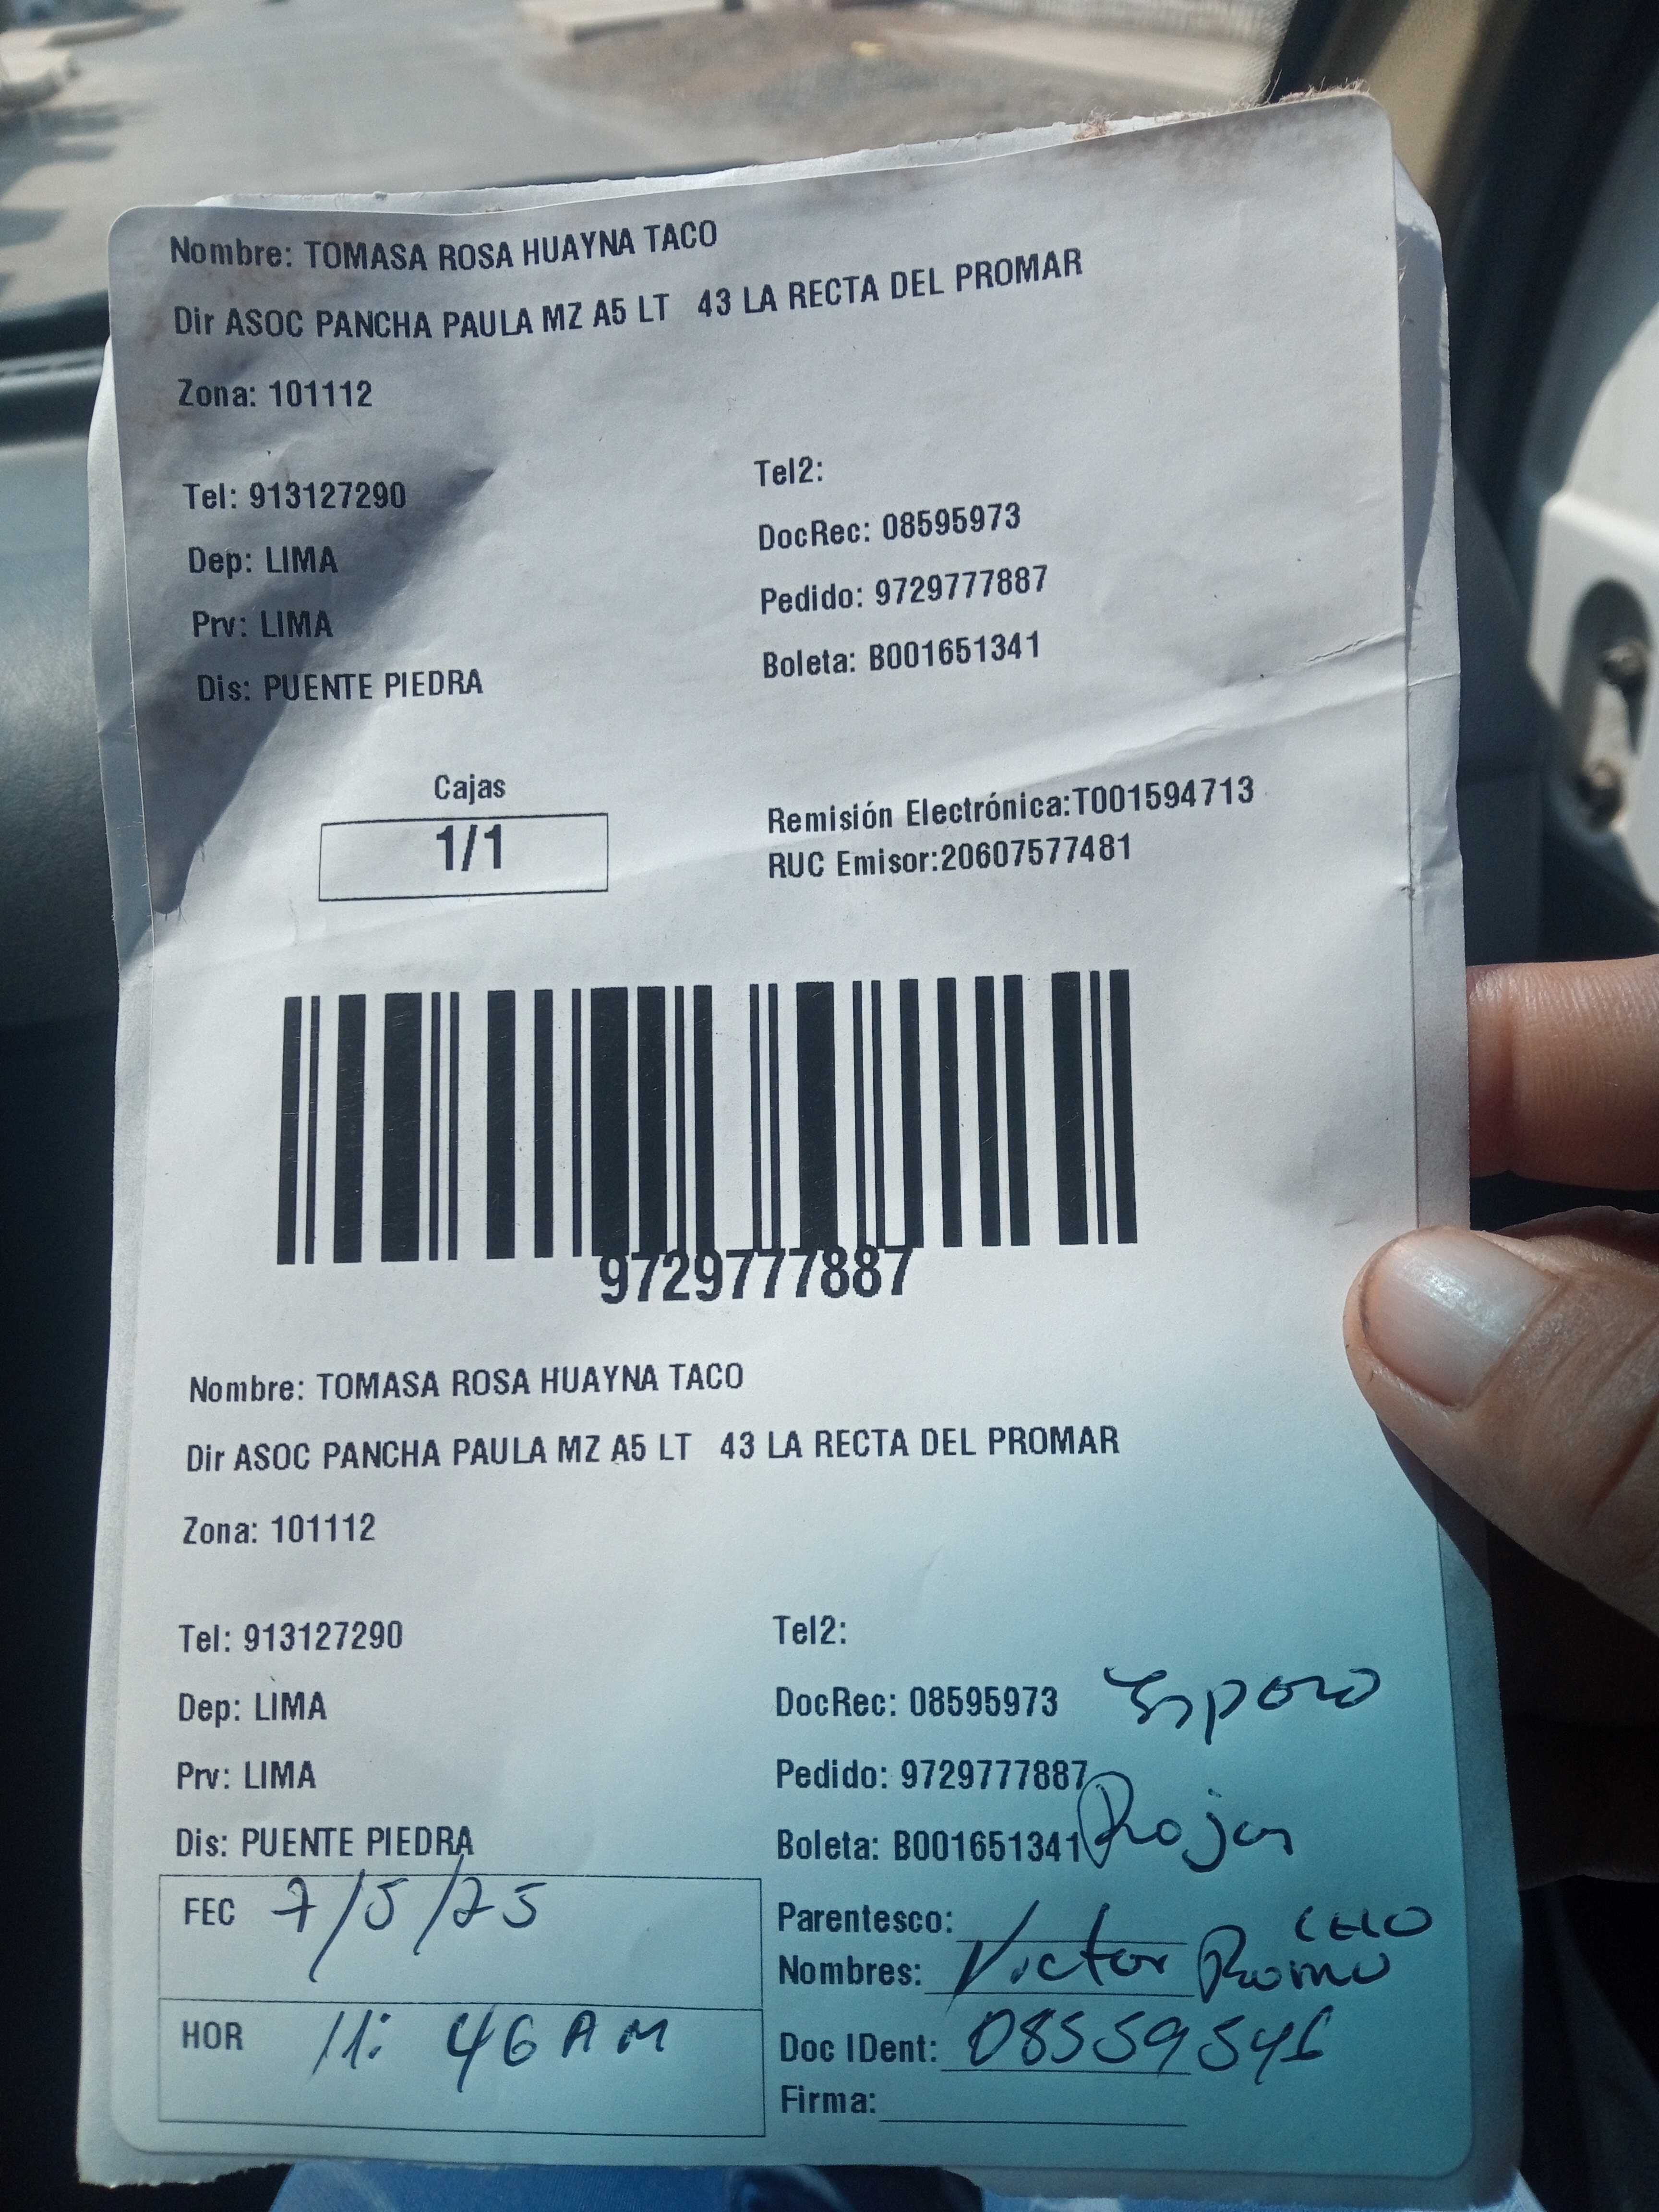 Nombre: TOMASA ROSA HUAYNA TACO
Dir ASOC PANCHA PAULA MZ A5 LT 43 LA RECTA DEL PROMAR
Zona: 101112
Tel: 913127290
Tel2:
Dep: LIMA
DocRec: 08595973
Prv: LIMA
Pedido: 9729777887
Dis: PUENTE PIEDRA
Boleta: B001651341
Cajas
1/1
Remisión Electrónica:T001594713
RUC Emisor:20607577481
9729777887
Nombre: TOMASA ROSA HUAYNA TACO
Dir ASOC PANCHA PAULA MZ A5 LT 43 LA RECTA DEL PROMAR
Zona: 101112
Tel: 913127290
Tel2:
Dep: LIMA
DocRec: 08595973 Esposo
Prv: LIMA
Pedido: 9729777887
Dis: PUENTE PIEDRA
Boleta: B001651341 Rojas
FEC 7/5/25
Parentesco:
Nombres: Victor
HOR 11:46 AM
Doc IDent:
Firma: